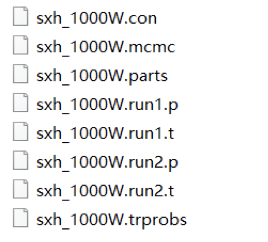 sxh_1000W.con
sxh_1000W.mcmc
sxh_1000W.parts
sxh_1000W.run1.p
sxh_1000W.run1.t
sxh_1000W.run2.p
sxh_1000W.run2.t
sxh_1000W.trprobs